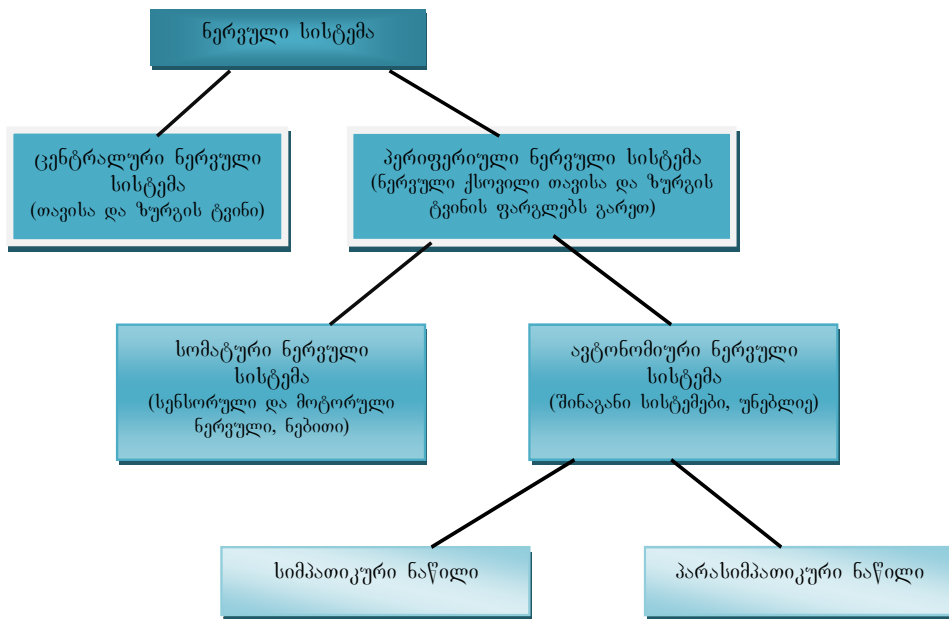 ნერვული სისტემა
ცენტრალური ნერვული
სისტემა
(თავისა და ზურგის ტვინი)
პერიფერიული ნერვული სისტემა
(ნერვული ქსოვილი თავისა და ზურგის
ტვინის ფარგლებს გარეთ)
სომატური ნერვული
სისტემა
(სენსორული და მოტორული
ნერვული, ნებითი)
ავტონომიური ნერვული
სისტემა
(შინაგანი სისტემები, უნებლიე)
სიმპათიკური ნაწილი
პარასიმპათიკური ნაწილი